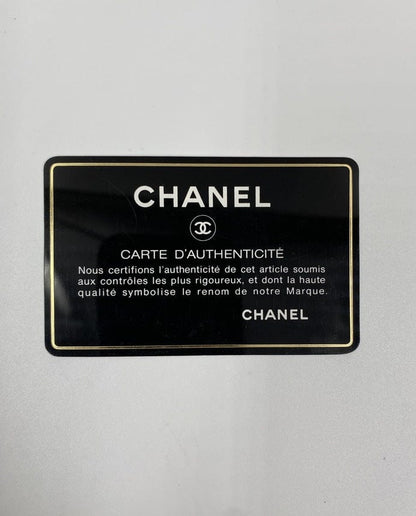 CHANEL
CARTE D'AUTHENTICITÉ
Nous certifions l'authenticité de cet article soumis
aux contrôles les plus rigoureux, et dont la haute
qualité symbolise le renom de notre Marque.
CHANEL